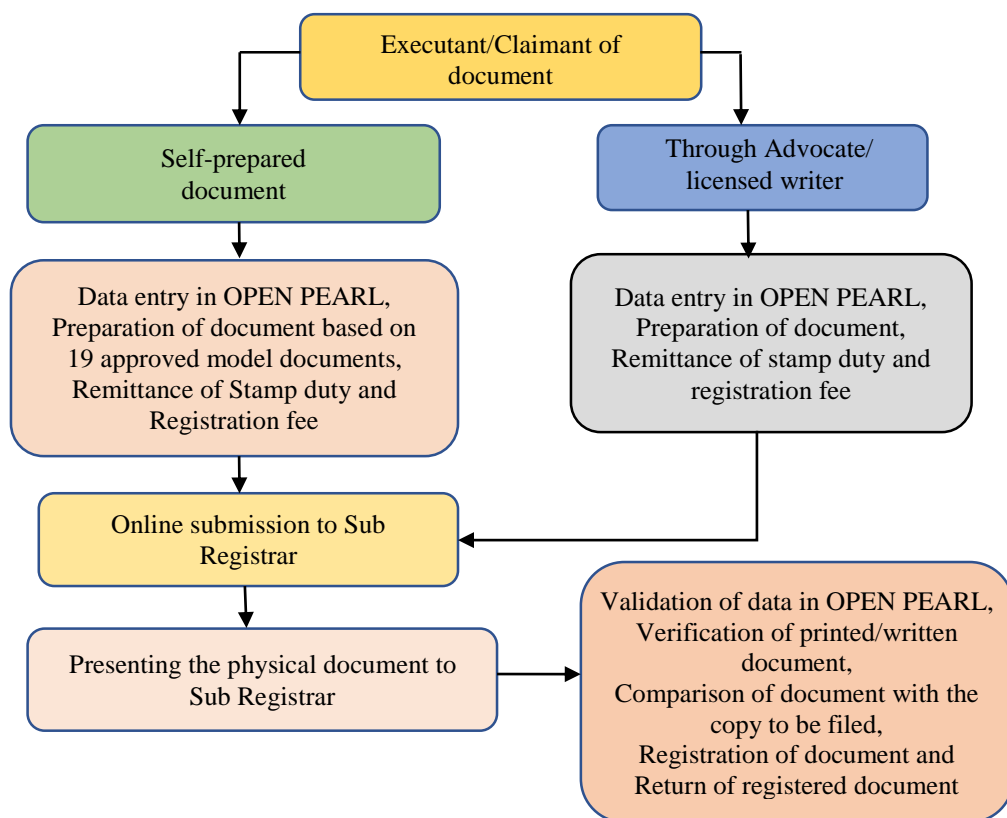 Executant/Claimant of
document
Self-prepared
document
Through Advocate/
licensed writer
Data entry in OPEN PEARL,
Preparation of document based on
19 approved model documents,
Remittance of Stamp duty and
Registration fee
Data entry in OPEN PEARL,
Preparation of document,
Remittance of stamp duty and
registration fee
Online submission to Sub
Registrar
Presenting the physical document to
Sub Registrar
Validation of data in OPEN PEARL,
Verification of printed/written
document,
Comparison of document with the
copy to be filed,
Registration of document and
Return of registered document